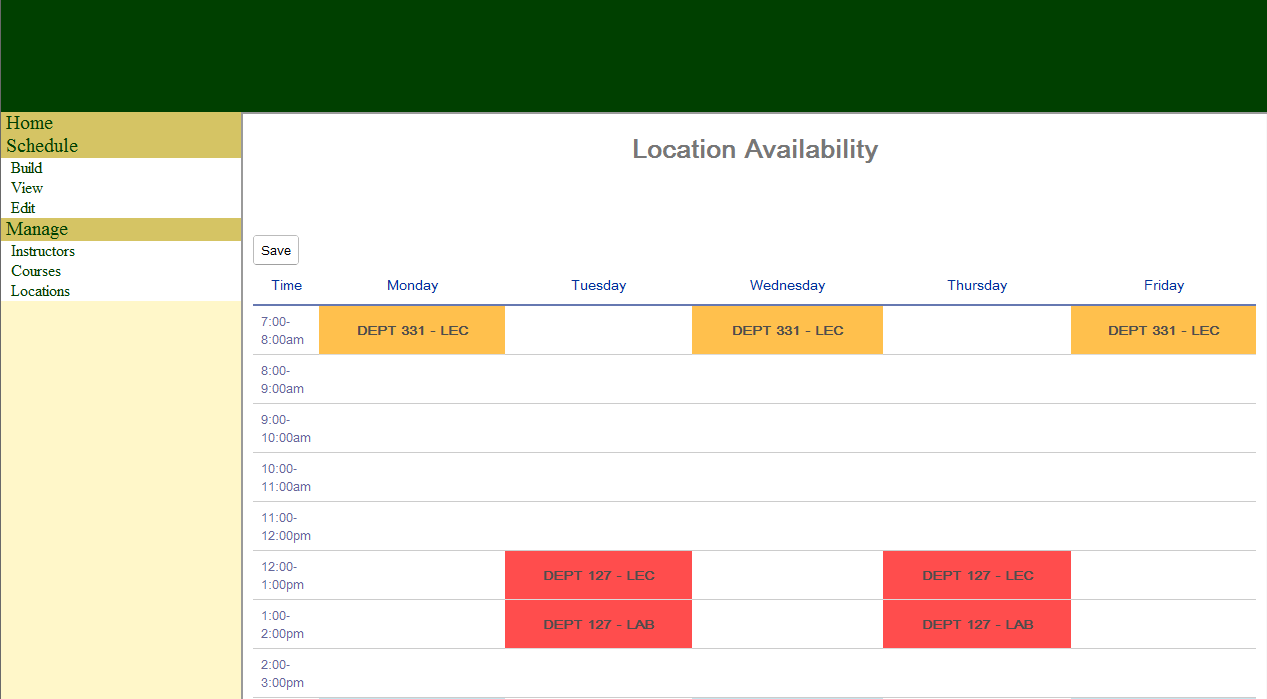 Home
Schedule
Build
View
Edit
Manage
Instructors
Courses
Locations
Location Availability
Save
Time Monday Tuesday Wednesday Thursday Friday
7:00-
8:00am
DEPT 331 - LEC DEPT 331 - LEC DEPT 331 - LEC
8:00-
9:00am
9:00-
10:00am
10:00-
11:00am
11:00-
12:00pm
12:00-
1:00pm
DEPT 127 - LEC DEPT 127 - LEC
1:00-
2:00pm
DEPT 127 - LAB DEPT 127 - LAB
2:00-
3:00pm